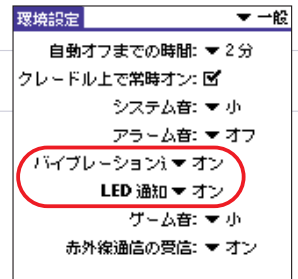 環境設定 ▼ 一般
自動オフまでの時間: ▼ 2分
クレードル上で常時オン: ☑
システム音: ▼ 小
アラーム音: ▼ オフ
バイブレーション ▼ オン
LED 通知 ▼ オン
ゲーム音: ▼ 小
赤外線通信の受信: ▼ オン